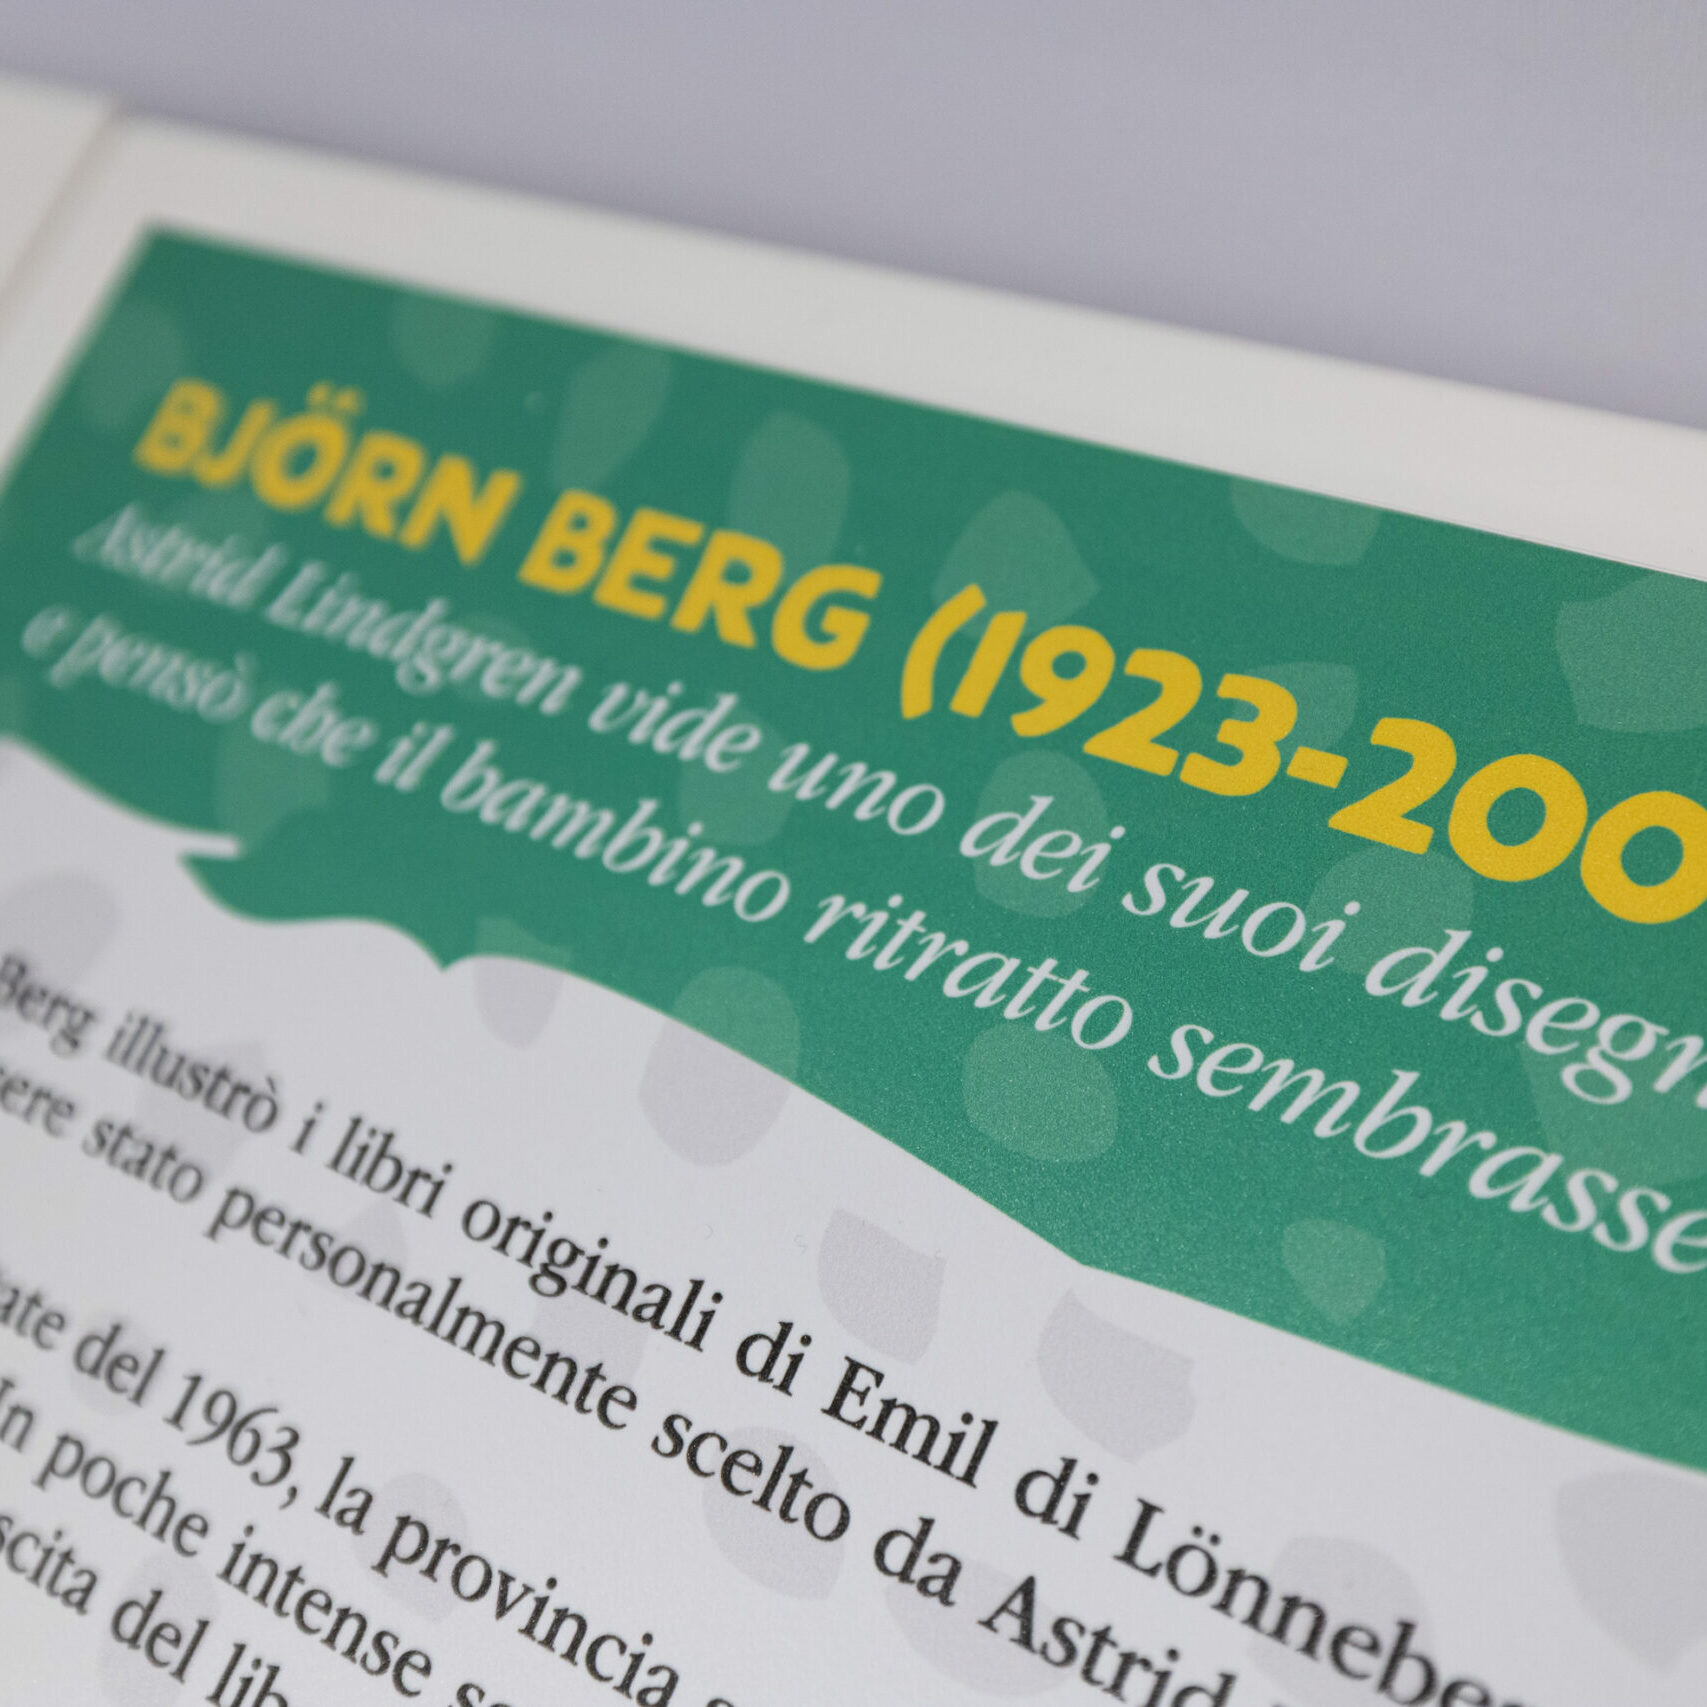 BJÖRN BERG (1923-200
Astrid Lindgren vide uno dei suoi disegn
e pensò che il bambino ritratto sembrasse
Berg illustrò i libri originali di Emil di Lönnebe
ere stato personalmente scelto da Astrid
ate del 1963, la provincia
In poche intense
scita del lib